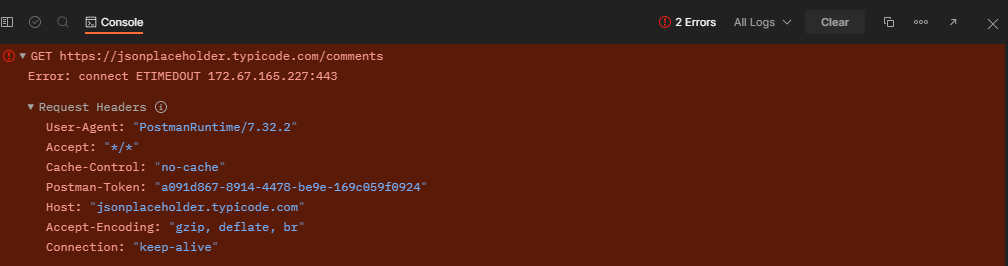 Console
2 Errors
All Logs
Clear
GET https://jsonplaceholder.typicode.com/comments
Error: connect ETIMEDOUT 172.67.165.227:443
Request Headers
User-Agent: "PostmanRuntime/7.32.2"
Accept: "*/*"
Cache-Control: "no-cache"
Postman-Token: "a091d867-8914-4478-be9e-169c059f0924"
Host: "jsonplaceholder.typicode.com"
Accept-Encoding: "gzip, deflate, br"
Connection: "keep-alive"